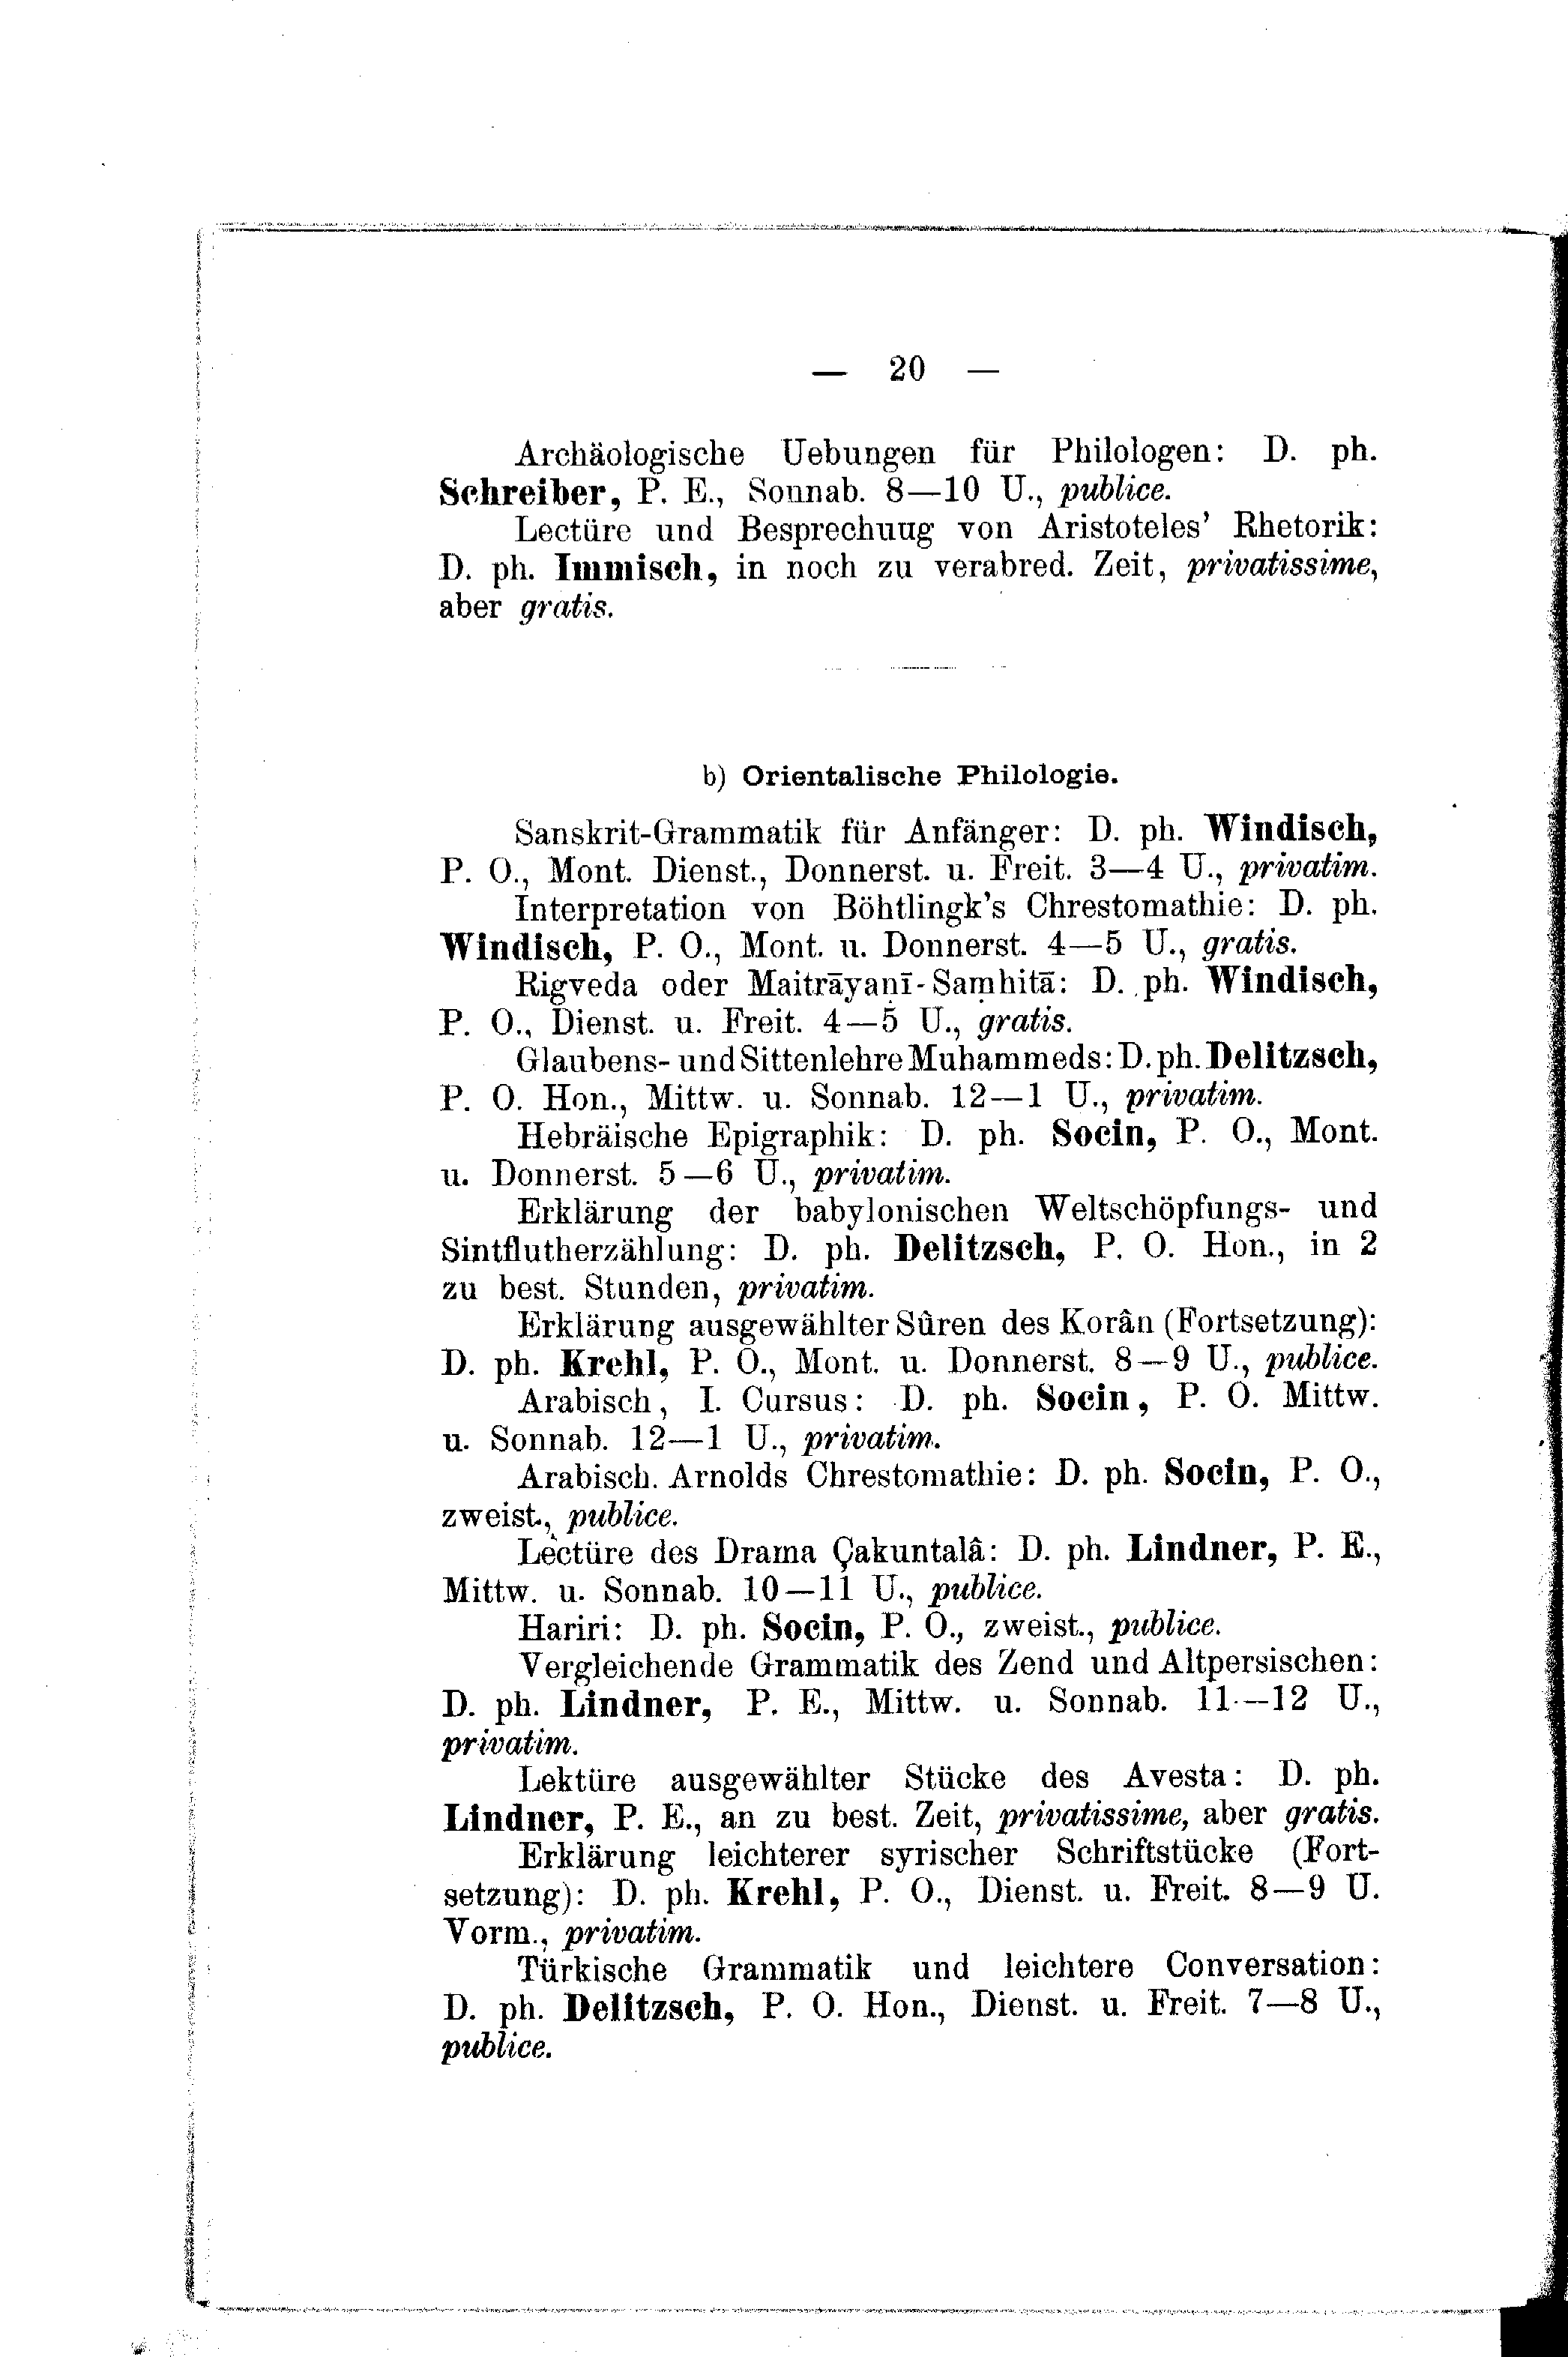 — 20 —
Archäologische Uebungen für Philologen: D. ph.
Schreiber, P. E., Sonnab. 8—10 U., publice.
Lectüre und Besprechung von Aristoteles' Rhetorik:
D. ph. Immisch, in noch zu verabred. Zeit, privatissime,
aber gratis.
b) Orientalische Philologie.
Sanskrit-Grammatik für Anfänger: D. ph. Windisch,
P. O., Mont. Dienst., Donnerst. u. Freit. 3—4 U., privatim.
Interpretation von Böhtlingk's Chrestomathie: D. ph.
Windisch, P. O., Mont. u. Donnerst. 4—5 U., gratis.
Rigveda oder Maitrāyaṇī-Saṃhitā: D. ph. Windisch,
P. O., Dienst. u. Freit. 4—5 U., gratis.
Glaubens- und Sittenlehre Muhammeds: D. ph. Delitzsch,
P. O. Hon., Mittw. u. Sonnab. 12—1 U., privatim.
Hebräische Epigraphik: D. ph. Socin, P. O., Mont.
u. Donnerst. 5—6 U., privatim.
Erklärung der babylonischen Weltschöpfungs- und
Sintflutherzählung: D. ph. Delitzsch, P. O. Hon., in 2
zu best. Stunden, privatim.
Erklärung ausgewählter Sûren des Korân (Fortsetzung):
D. ph. Krehl, P. O., Mont. u. Donnerst. 8—9 U., publice.
Arabisch, I. Cursus: D. ph. Socin, P. O. Mittw.
u. Sonnab. 12—1 U., privatim.
Arabisch. Arnolds Chrestomathie: D. ph. Socin, P. O.,
zweist., publice.
Lectüre des Drama Çakuntalâ: D. ph. Lindner, P. E.,
Mittw. u. Sonnab. 10—11 U., publice.
Hariri: D. ph. Socin, P. O., zweist., publice.
Vergleichende Grammatik des Zend und Altpersischen:
D. ph. Lindner, P. E., Mittw. u. Sonnab. 11—12 U.,
privatim.
Lektüre ausgewählter Stücke des Avesta: D. ph.
Lindner, P. E., an zu best. Zeit, privatissime, aber gratis.
Erklärung leichterer syrischer Schriftstücke (Fort-
setzung): D. ph. Krehl, P. O., Dienst. u. Freit. 8—9 U.
Vorm., privatim.
Türkische Grammatik und leichtere Conversation:
D. ph. Delitzsch, P. O. Hon., Dienst. u. Freit. 7—8 U.,
publice.